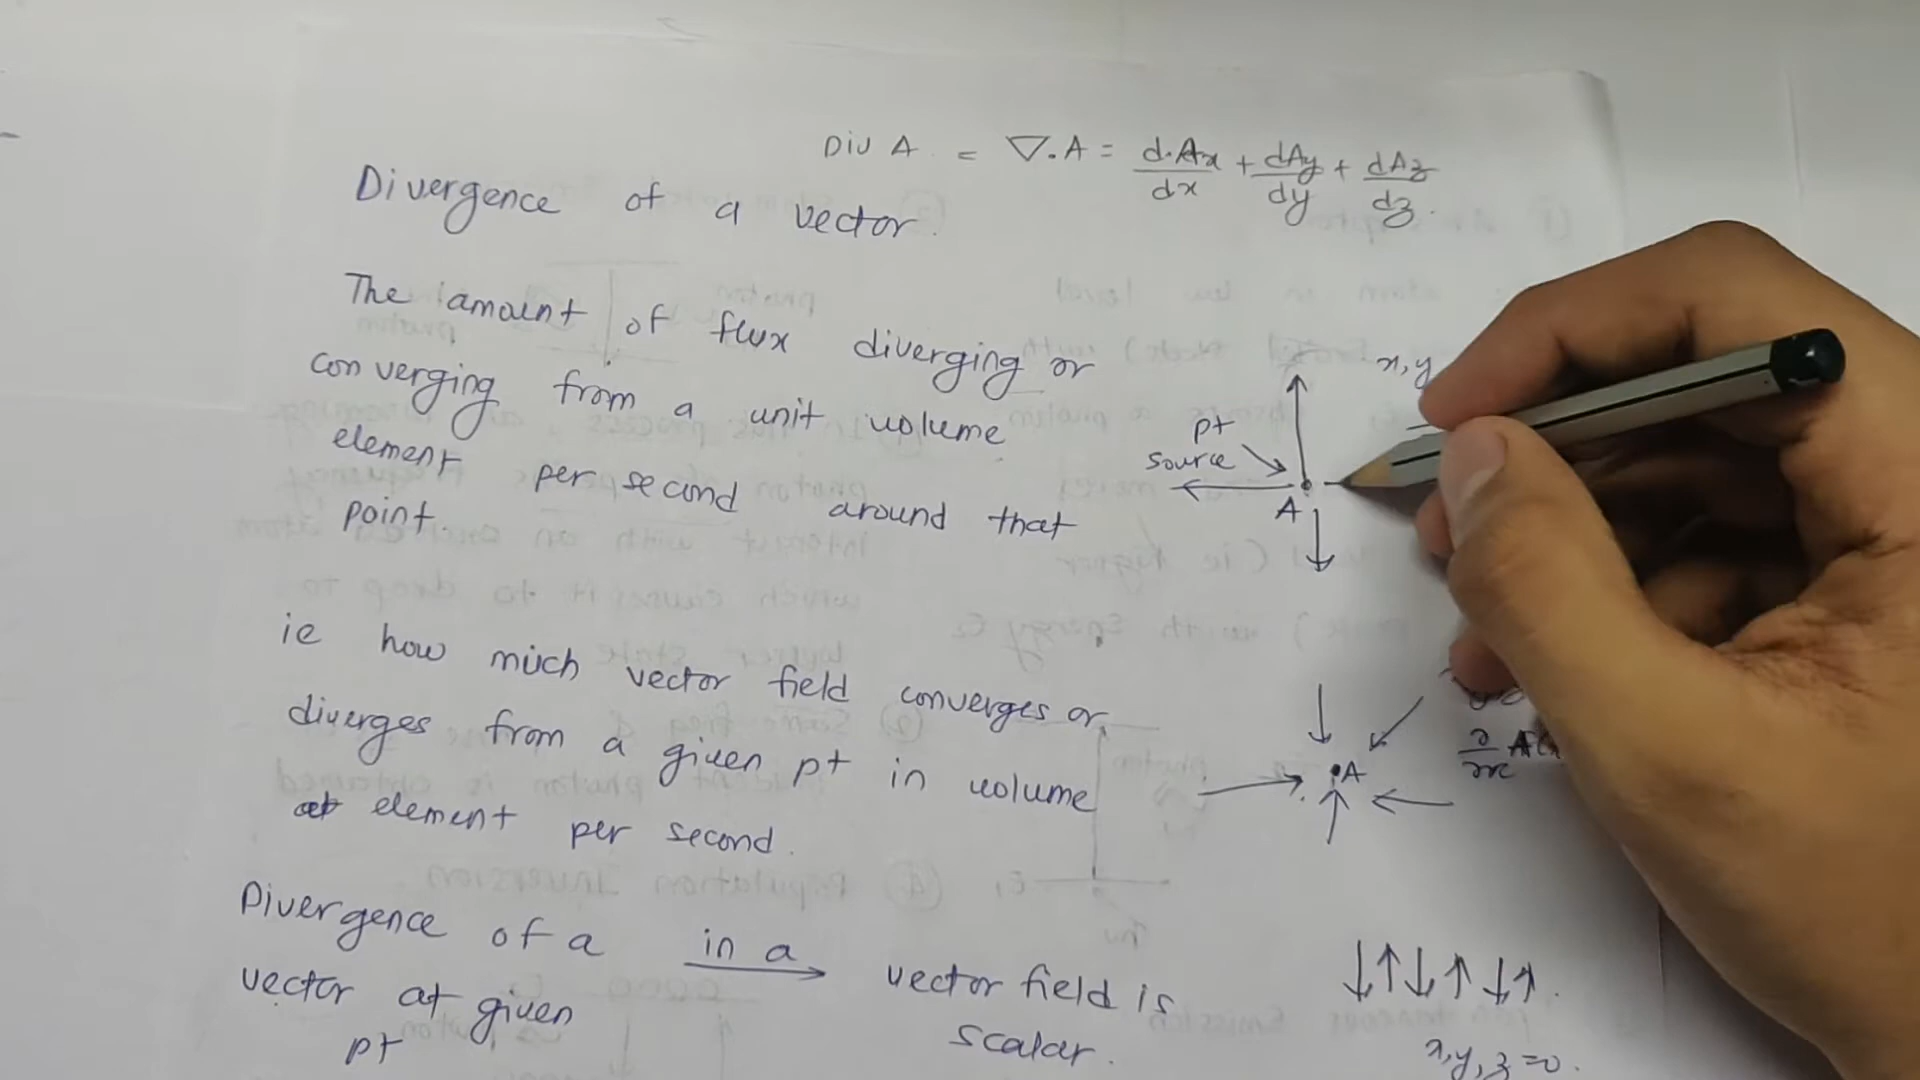 Div A = ∇.A = d.Ax/dx + dAy/dy + dAz/dz.
Divergence of a vector.
The amount of flux diverging or
converging from a unit volume
element per second around that
point.
x, y
pt
source
A
ie how much vector field converges or
diverges from a given pt in volume
element per second.
A
Divergence of a in a vector field is
vector at given scalar.
pt
x,y,z=0.